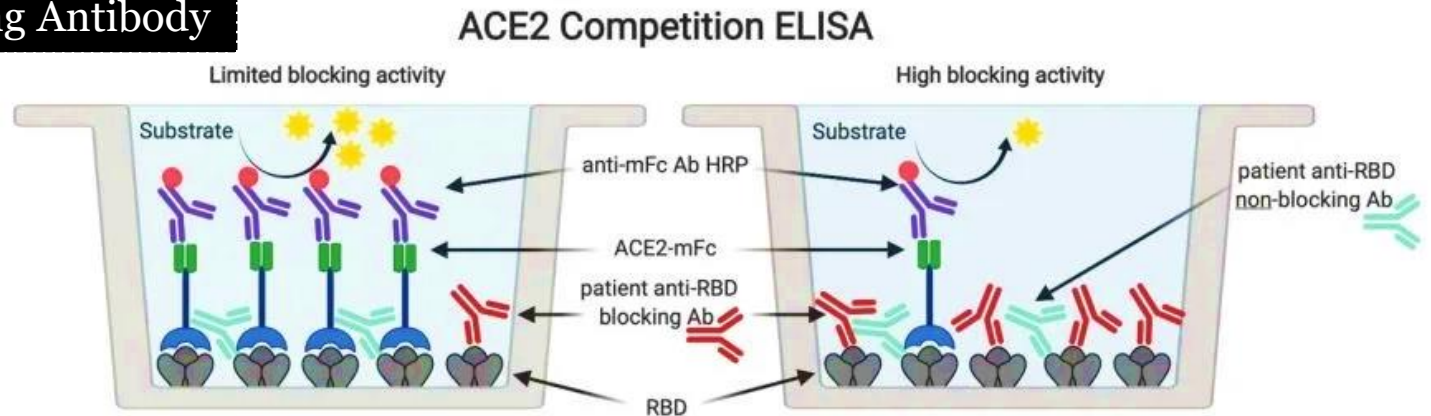 g Antibody
ACE2 Competition ELISA
Limited blocking activity
High blocking activity
Substrate
Substrate
anti-mFc Ab HRP
patient anti-RBD
non-blocking Ab
ACE2-mFc
patient anti-RBD
blocking Ab
RBD